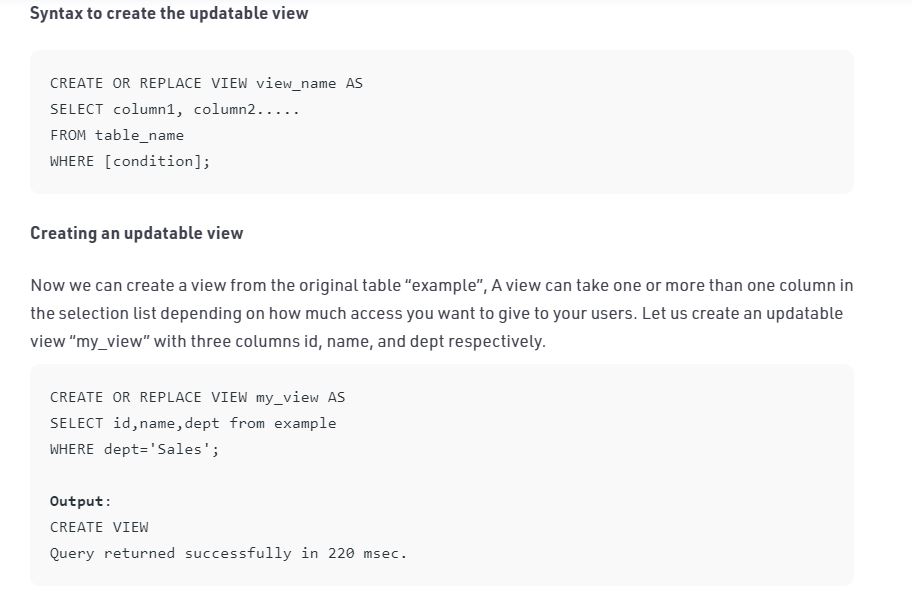 Syntax to create the updatable view
CREATE OR REPLACE VIEW view_name AS
SELECT column1, column2.....
FROM table_name
WHERE [condition];
Creating an updatable view
Now we can create a view from the original table “example”, A view can take one or more than one column in
the selection list depending on how much access you want to give to your users. Let us create an updatable
view “my_view” with three columns id, name, and dept respectively.
CREATE OR REPLACE VIEW my_view AS
SELECT id,name,dept from example
WHERE dept='Sales';
Output:
CREATE VIEW
Query returned successfully in 220 msec.